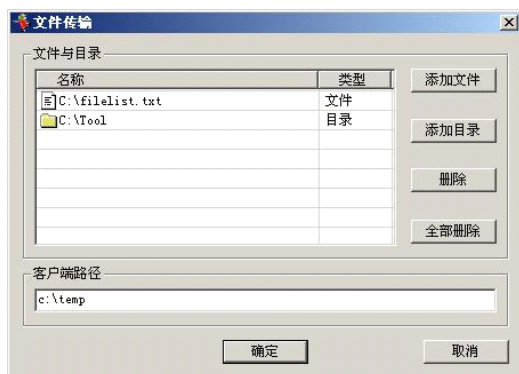 文件传输
文件与目录
名称 类型
C:\filelist.txt 文件
C:\Tool 目录
添加文件
添加目录
删除
全部删除
客户端路径
c:\temp
确定 取消